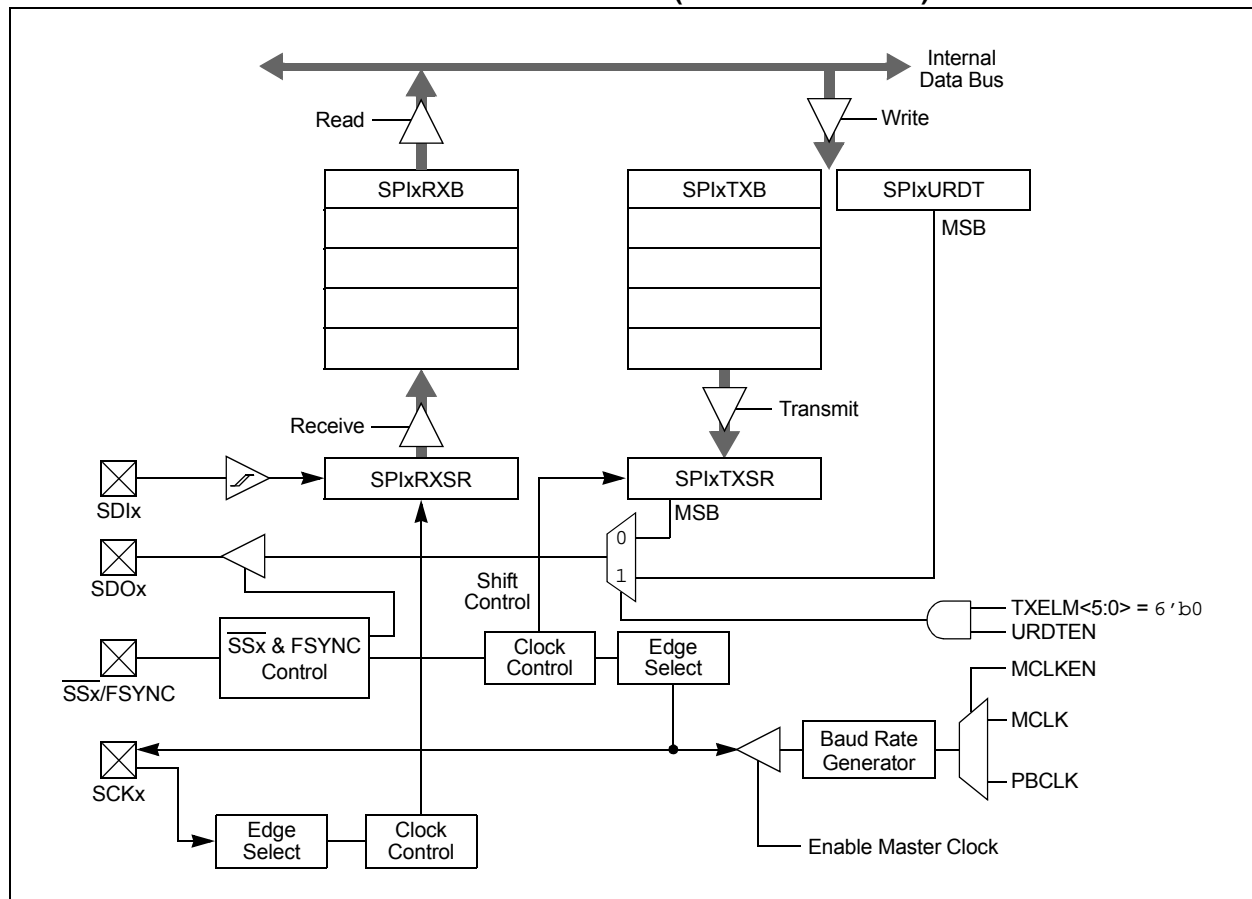 Internal
Data Bus
Read
Write
SPIxRXB
SPIxTXB
SPIxURDT
MSB
Receive
Transmit
SPIxRXSR
SPIxTXSR
SDIx
MSB
0
1
SDOx
Shift
Control
TXELM<5:0> = 6'b0
URDTEN
SSx & FSYNC
Control
Clock
Control
Edge
Select
SSx/FSYNC
MCLKEN
MCLK
Baud Rate
Generator
PBCLK
SCKx
Edge
Select
Clock
Control
Enable Master Clock